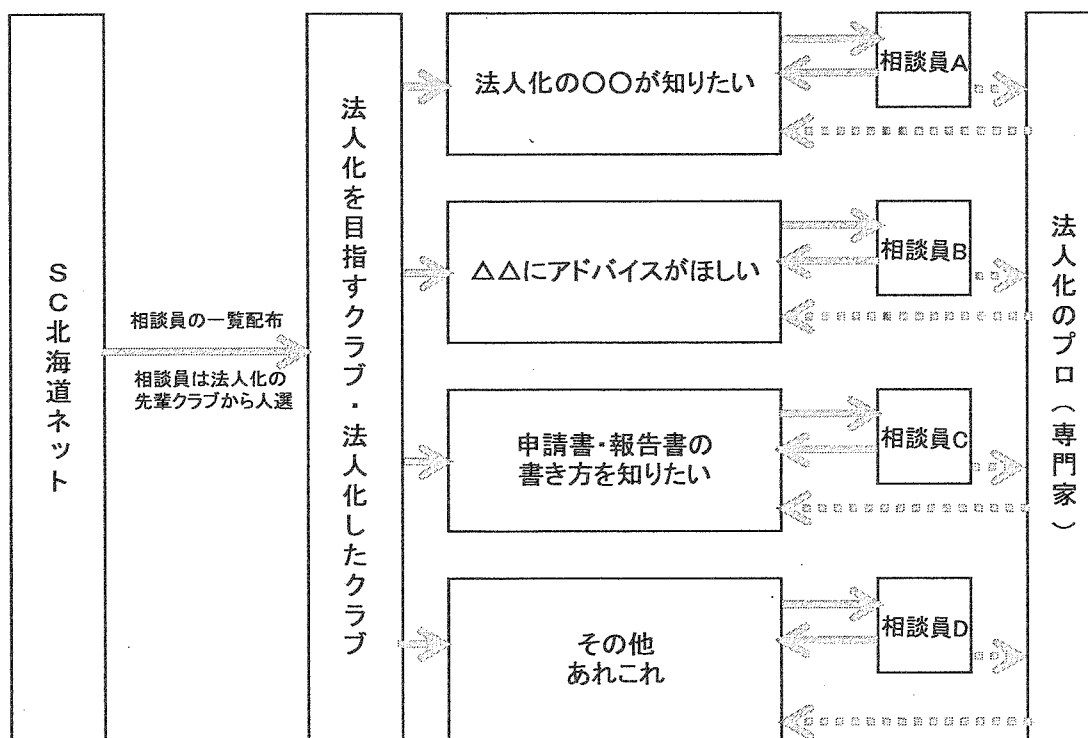 SC北海道ネット
相談員の一覧配布
相談員は法人化の
先輩クラブから人選
法人化を目指すクラブ・法人化したクラブ
法人化の〇〇が知りたい
相談員A
△△にアドバイスがほしい
相談員B
申請書・報告書の
書き方を知りたい
相談員C
その他
あれこれ
相談員D
法人化のプロ(専門家)